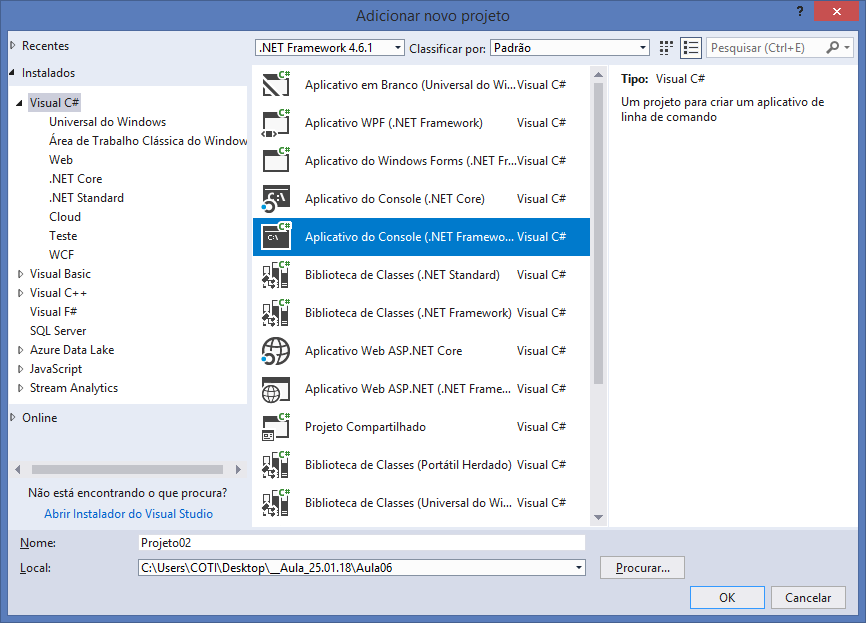 Adicionar novo projeto
?
Recentes
.NET Framework 4.6.1
Classificar por:
Padrão
Pesquisar (Ctrl+E)
Instalados
Visual C#
Universal do Windows
Área de Trabalho Clássica do Window
Web
.NET Core
.NET Standard
Cloud
Teste
WCF
Visual Basic
Visual C++
Visual F#
SQL Server
Azure Data Lake
JavaScript
Stream Analytics
Online
Não está encontrando o que procura?
Abrir Instalador do Visual Studio
Aplicativo em Branco (Universal do Wi... Visual C#
Aplicativo WPF (.NET Framework) Visual C#
Aplicativo do Windows Forms (.NET Fr... Visual C#
Aplicativo do Console (.NET Core) Visual C#
Aplicativo do Console (.NET Framewo... Visual C#
Biblioteca de Classes (.NET Standard) Visual C#
Biblioteca de Classes (.NET Framework) Visual C#
Aplicativo Web ASP.NET Core Visual C#
Aplicativo Web ASP.NET (.NET Frame... Visual C#
Projeto Compartilhado Visual C#
Biblioteca de Classes (Portátil Herdado) Visual C#
Biblioteca de Classes (Universal do Wi... Visual C#
Tipo: Visual C#
Um projeto para criar um aplicativo de
linha de comando
Nome: Projeto02
Local: C:\Users\COTI\Desktop\__Aula_25.01.18\Aula06
Procurar...
OK
Cancelar